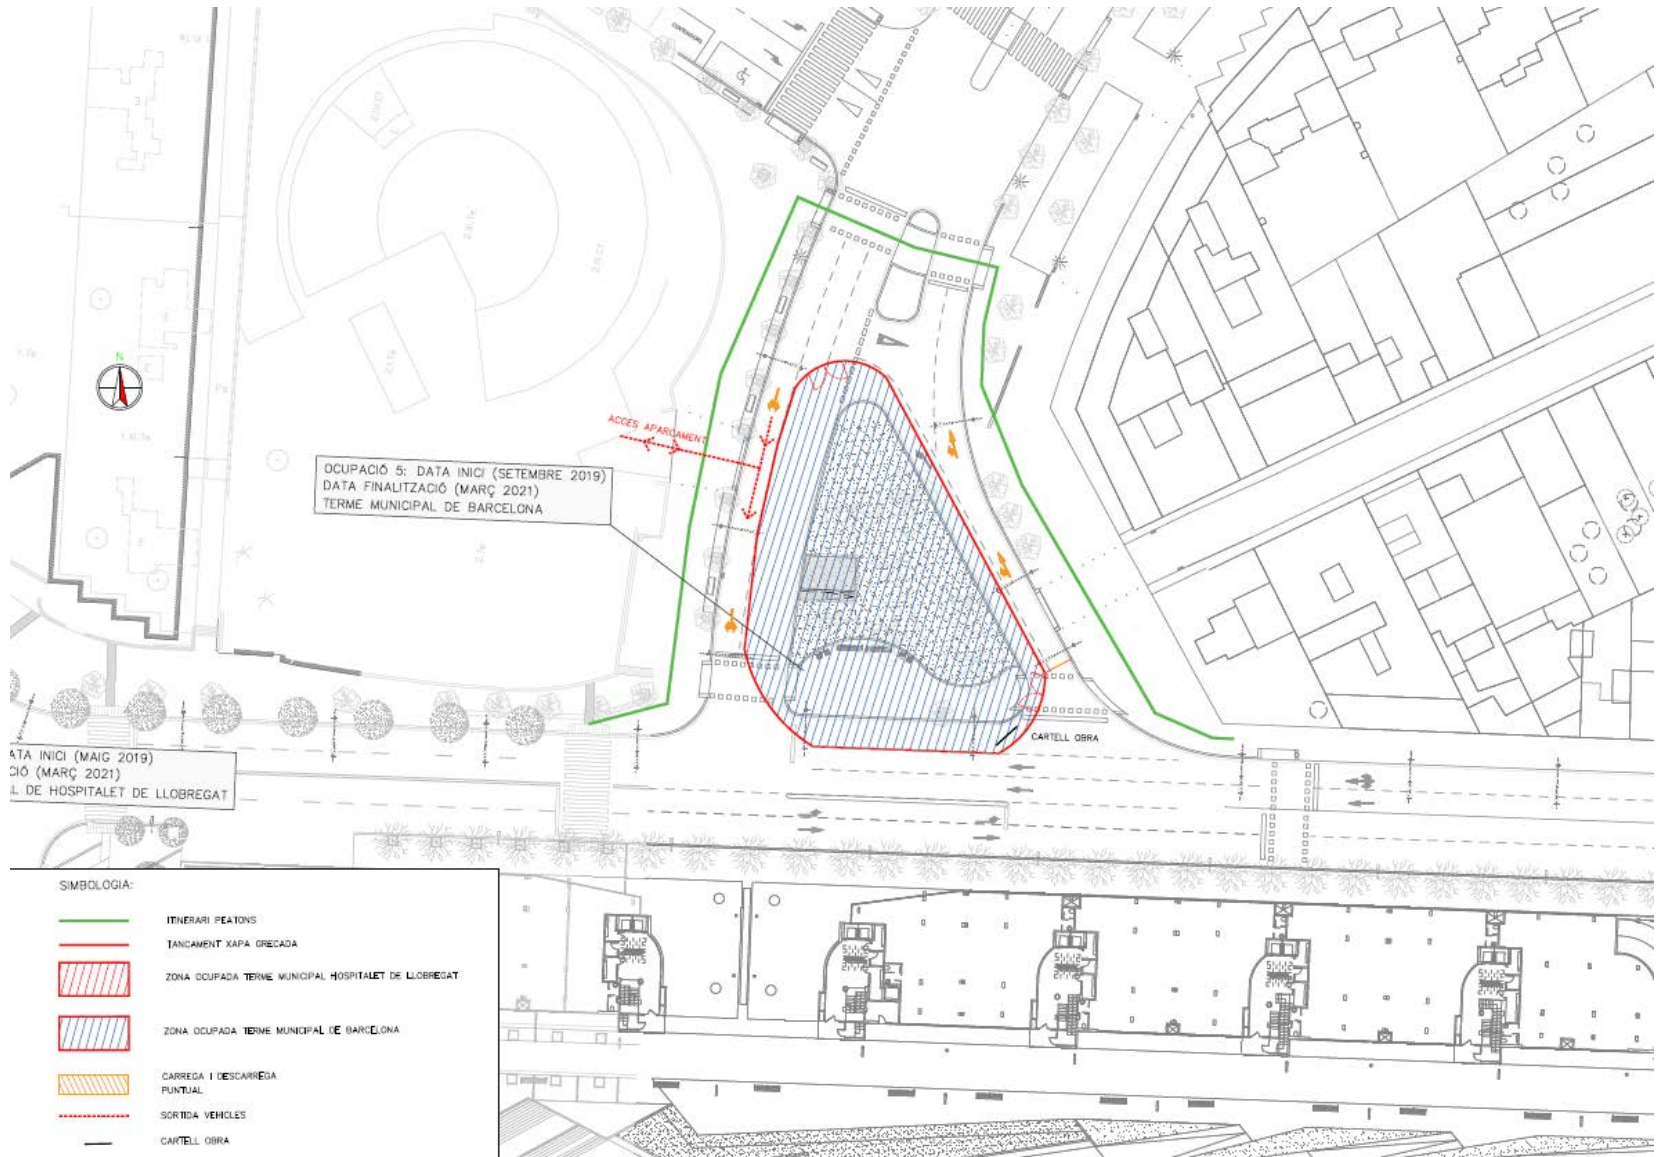 N
ACCES APARCAMENT
OCUPACIÓ 5: DATA INICI (SETEMBRE 2019)
DATA FINALITZACIÓ (MARÇ 2021)
TERME MUNICIPAL DE BARCELONA
CARTELL OBRA
ATA INICI (MAIG 2019)
CIÓ (MARÇ 2021)
L DE HOSPITALET DE LLOBREGAT
SIMBOLOGIA:
ITINERARI PEATONS
TANCAMENT XAPA GRECADA
ZONA OCUPADA TERME MUNICIPAL HOSPITALET DE LLOBREGAT
ZONA OCUPADA TERME MUNICIPAL DE BARCELONA
CARREGA I DESCARREGA
PUNTUAL
SORTIDA VEHICLES
CARTELL OBRA